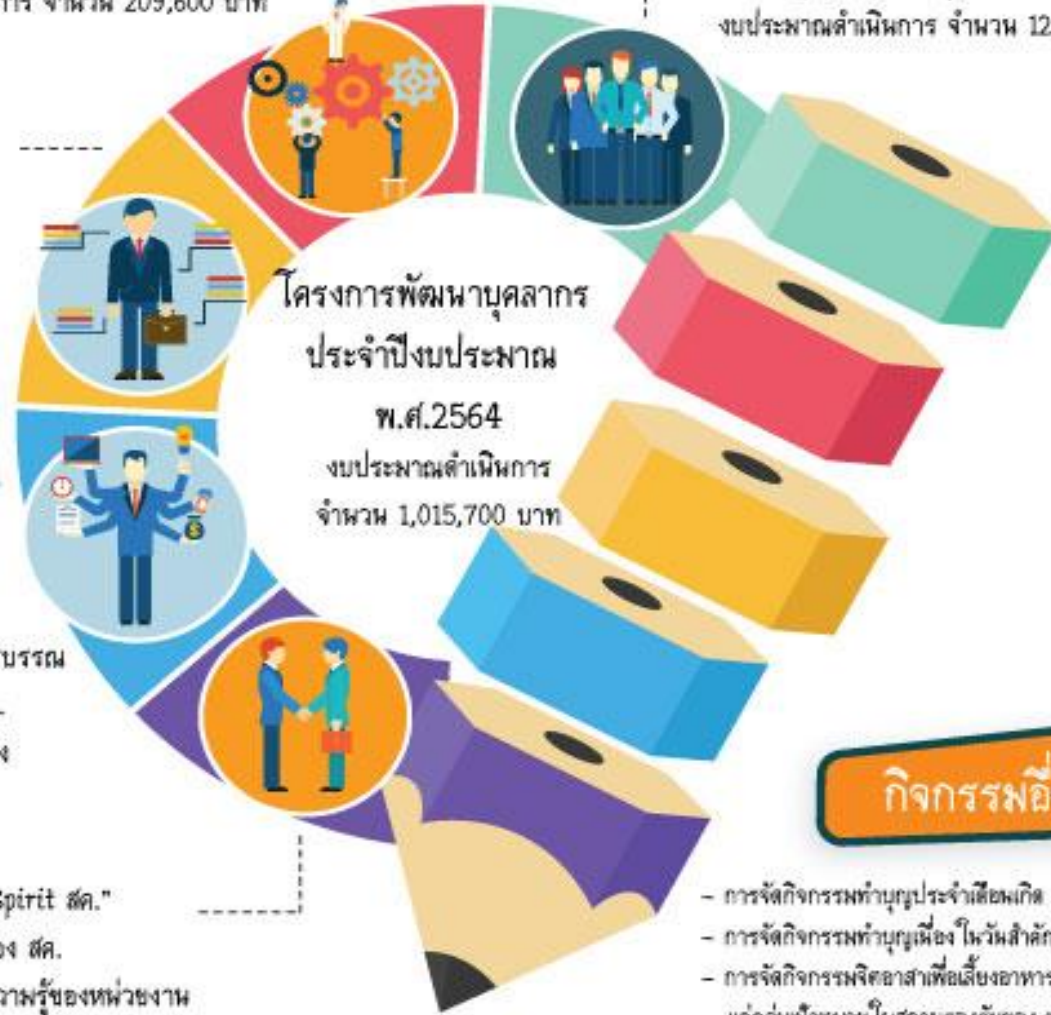 การ จำนวน 209,600 บาท
งบประมาณดำเนินการ จำนวน 12
โครงการพัฒนาบุคลากร
ประจำปีงบประมาณ
พ.ศ.2564
งบประมาณดำเนินการ
จำนวน 1,015,700 บาท
บรรณ
กิจกรรมอื่
Spirit สค."
อง สค.
วามรู้ของหน่วยงาน
- การจัดกิจกรรมทำบุญประจำเดือนเกิด
- การจัดกิจกรรมทำบุญเนื่องในวันสำคัญ
- การจัดกิจกรรมจิตอาสาเพื่อเลี้ยงอาหาร